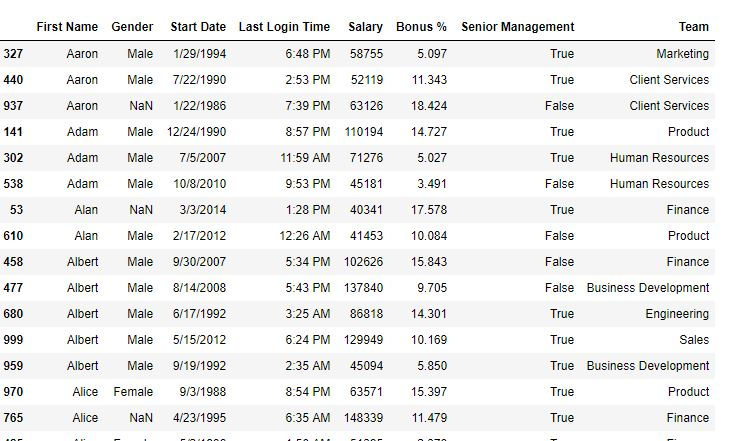 First Name Gender Start Date Last Login Time Salary Bonus % Senior Management Team
327 Aaron Male 1/29/1994 6:48 PM 58755 5.097 True Marketing
440 Aaron Male 7/22/1990 2:53 PM 52119 11.343 True Client Services
937 Aaron NaN 1/22/1986 7:39 PM 63126 18.424 False Client Services
141 Adam Male 12/24/1990 8:57 PM 110194 14.727 True Product
302 Adam Male 7/5/2007 11:59 AM 71276 5.027 True Human Resources
538 Adam Male 10/8/2010 9:53 PM 45181 3.491 False Human Resources
53 Alan NaN 3/3/2014 1:28 PM 40341 17.578 True Finance
610 Alan Male 2/17/2012 12:26 AM 41453 10.084 False Product
458 Albert Male 9/30/2007 5:34 PM 102626 15.843 False Finance
477 Albert Male 8/14/2008 5:43 PM 137840 9.705 False Business Development
680 Albert Male 6/17/1992 3:25 AM 86818 14.301 True Engineering
999 Albert Male 5/15/2012 6:24 PM 129949 10.169 True Sales
959 Albert Male 9/19/1992 2:35 AM 45094 5.850 True Business Development
970 Alice Female 9/3/1988 8:54 PM 63571 15.397 True Product
765 Alice NaN 4/23/1995 6:35 AM 148339 11.479 True Finance